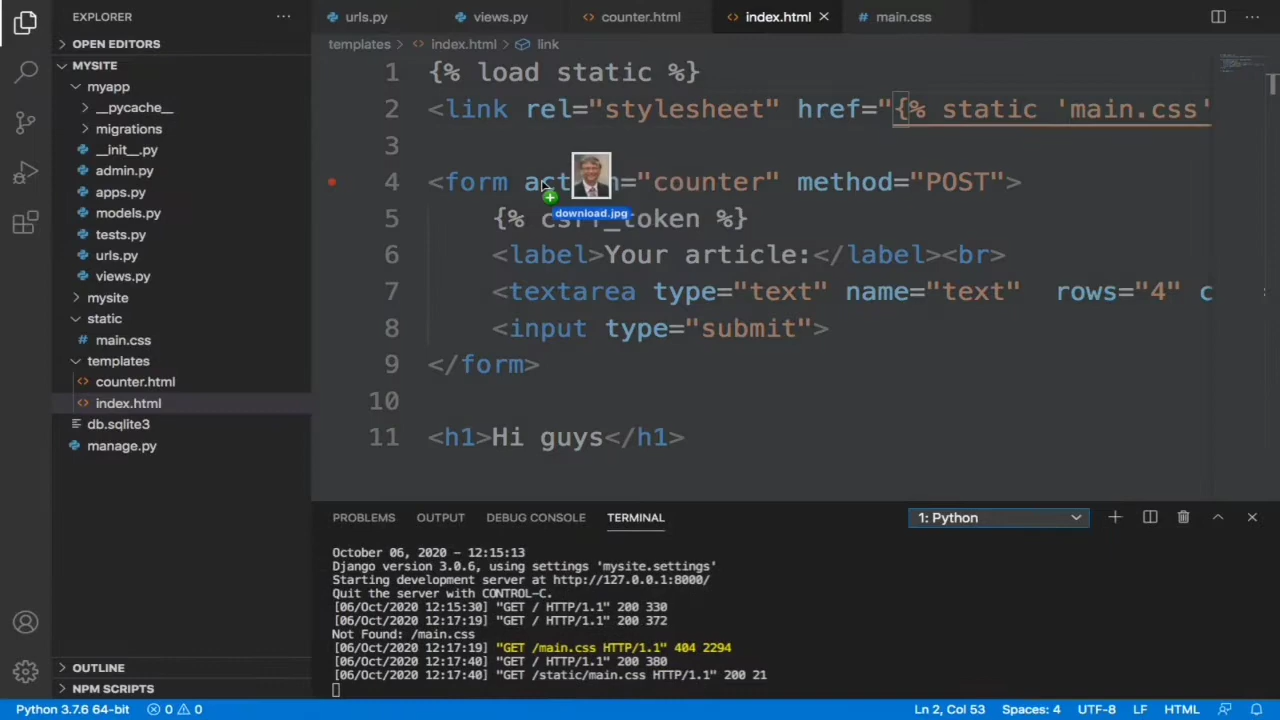 EXPLORER
···
urls.py
views.py
<> counter.html
<> index.html ×
# main.css
···
> OPEN EDITORS
templates > <> index.html > link
MYSITE
myapp
__pycache__
migrations
__init__.py
admin.py
apps.py
models.py
tests.py
urls.py
views.py
mysite
static
# main.css
templates
<> counter.html
<> index.html
db.sqlite3
manage.py
OUTLINE
NPM SCRIPTS
1 {% load static %}
2 <link rel="stylesheet" href="{% static 'main.css'
3
4 <form action="counter" method="POST">
download.jpg
5 {% csrf_token %}
6 <label>Your article:</label><br>
7 <textarea type="text" name="text" rows="4" c
8 <input type="submit">
9 </form>
10
11 <h1>Hi guys</h1>
PROBLEMS OUTPUT DEBUG CONSOLE TERMINAL 1: Python
October 06, 2020 - 12:15:13
Django version 3.0.6, using settings 'mysite.settings'
Starting development server at http://127.0.0.1:8000/
Quit the server with CONTROL-C.
[06/Oct/2020 12:15:30] "GET / HTTP/1.1" 200 330
[06/Oct/2020 12:17:19] "GET / HTTP/1.1" 200 372
Not Found: /main.css
[06/Oct/2020 12:17:19] "GET /main.css HTTP/1.1" 404 2294
[06/Oct/2020 12:17:40] "GET / HTTP/1.1" 200 380
[06/Oct/2020 12:17:40] "GET /static/main.css HTTP/1.1" 200 21
Python 3.7.6 64-bit 0 0 Ln 2, Col 53 Spaces: 4 UTF-8 LF HTML